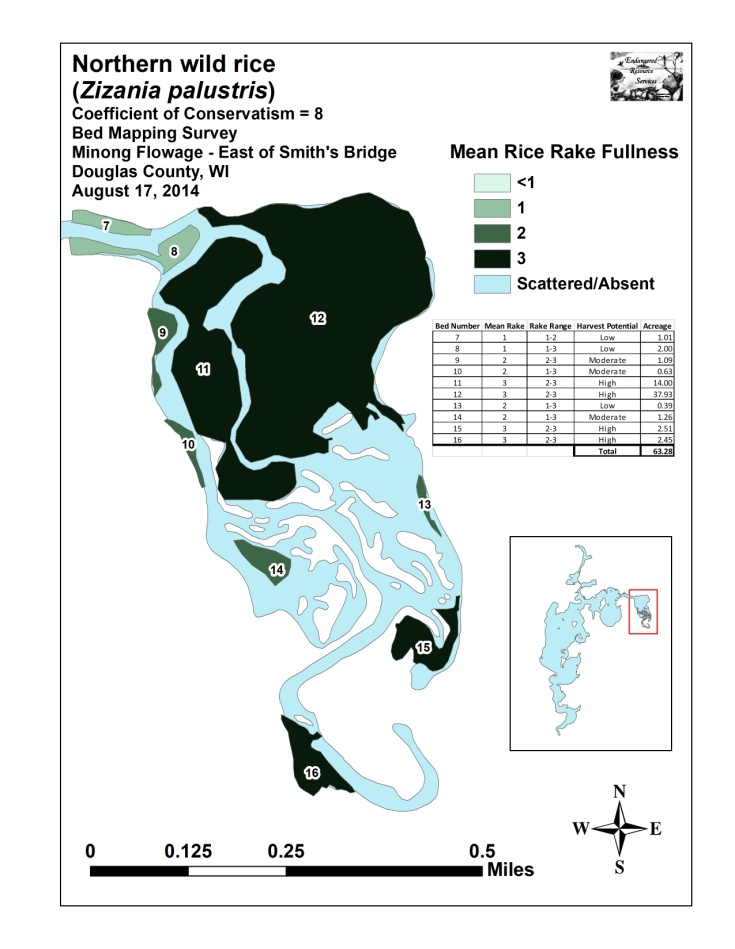 Northern wild rice
(Zizania palustris)
Coefficient of Conservatism = 8
Bed Mapping Survey
Minong Flowage - East of Smith's Bridge
Douglas County, WI
August 17, 2014
Endangered
Resource
Services
Mean Rice Rake Fullness
<1
1
2
3
Scattered/Absent
7
8
9
10
11
12
13
14
15
16
Bed Number Mean Rake Rake Range Harvest Potential Acreage
7 1 1-2 Low 1.01
8 1 1-3 Low 2.00
9 2 2-3 Moderate 1.09
10 2 1-3 Moderate 0.63
11 3 2-3 High 14.00
12 3 2-3 High 37.93
13 2 1-3 Low 0.39
14 2 1-3 Moderate 1.26
15 3 2-3 High 2.51
16 3 2-3 High 2.45
Total 63.28
N
W E
S
0 0.125 0.25 0.5
Miles